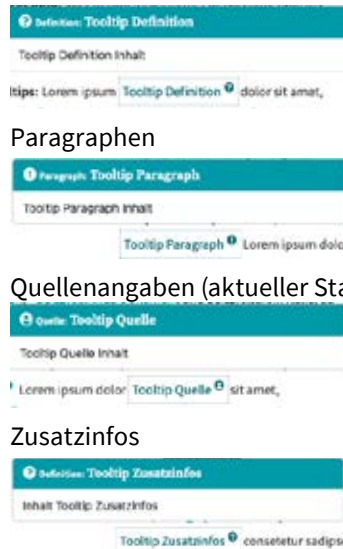 Definition: Tooltip Definition
Tooltip Definition Inhalt
tips: Lorem ipsum Tooltip Definition dolor sit amet,
Paragraphen
Paragraph: Tooltip Paragraph
Tooltip Paragraph Inhalt
Tooltip Paragraph Lorem ipsum dolo
Quellenangaben (aktueller Sta
Quelle: Tooltip Quelle
Tooltip Quelle Inhalt
Lorem ipsum dolor Tooltip Quelle sit amet,
Zusatzinfos
Definition: Tooltip Zusatzinfos
Inhalt Tooltip Zusatzinfos
Tooltip Zusatzinfos consetetur sadips